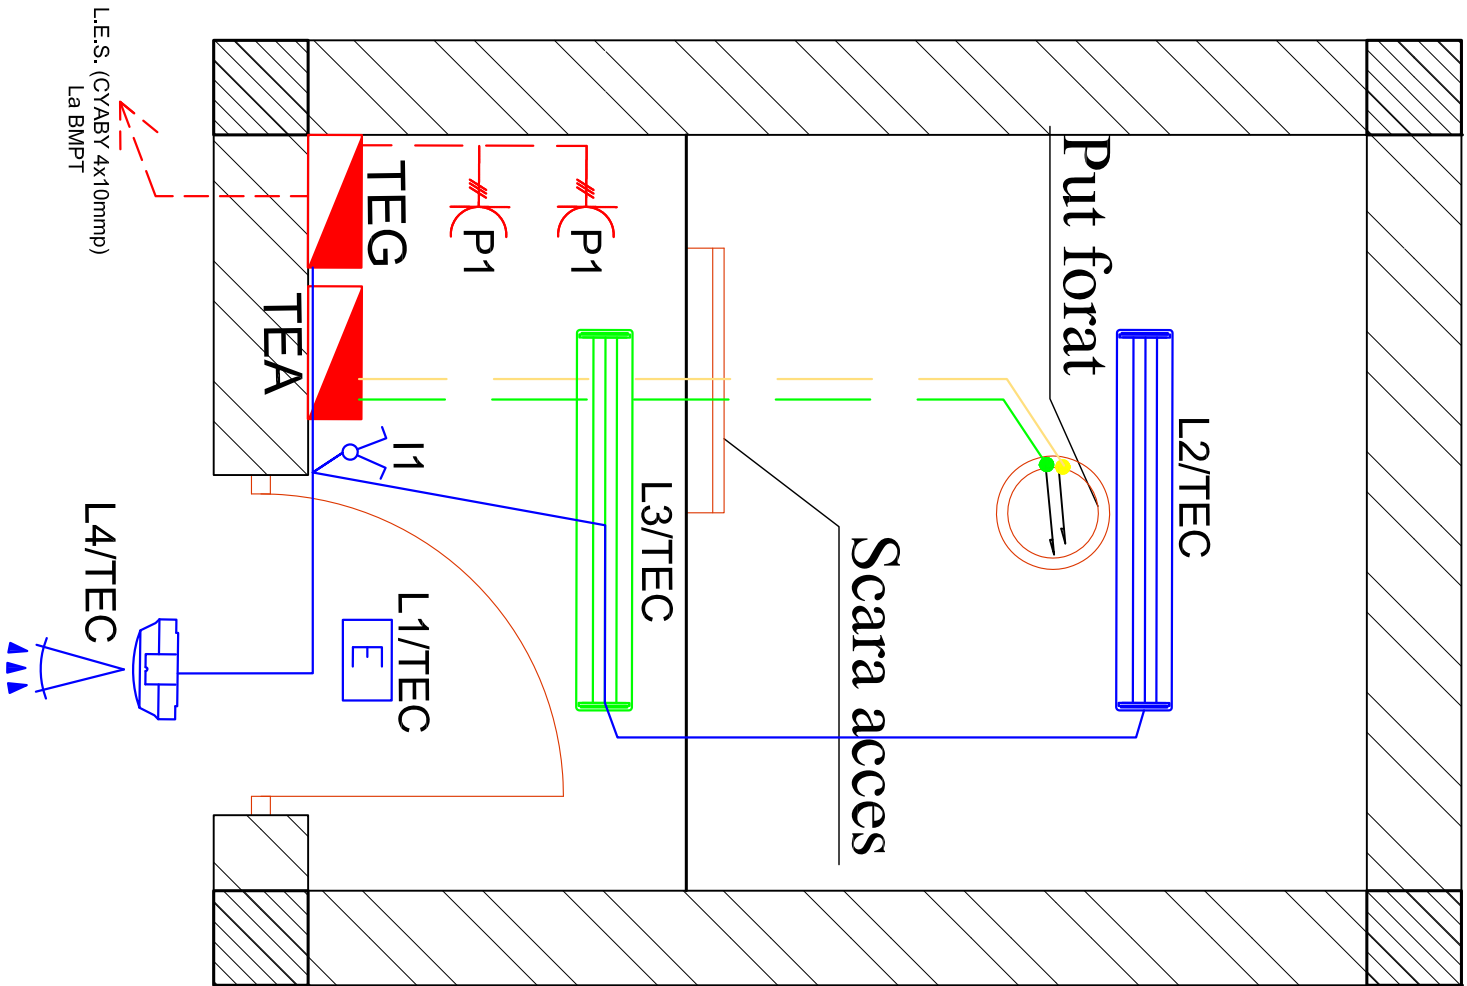 L.E.S. (CYABY 4x10mmp)
La BMPT
TEG
P1
P1
TEA
I1
Put forat
L2/TEC
L3/TEC
Scara acces
L1/TEC
E
L4/TEC